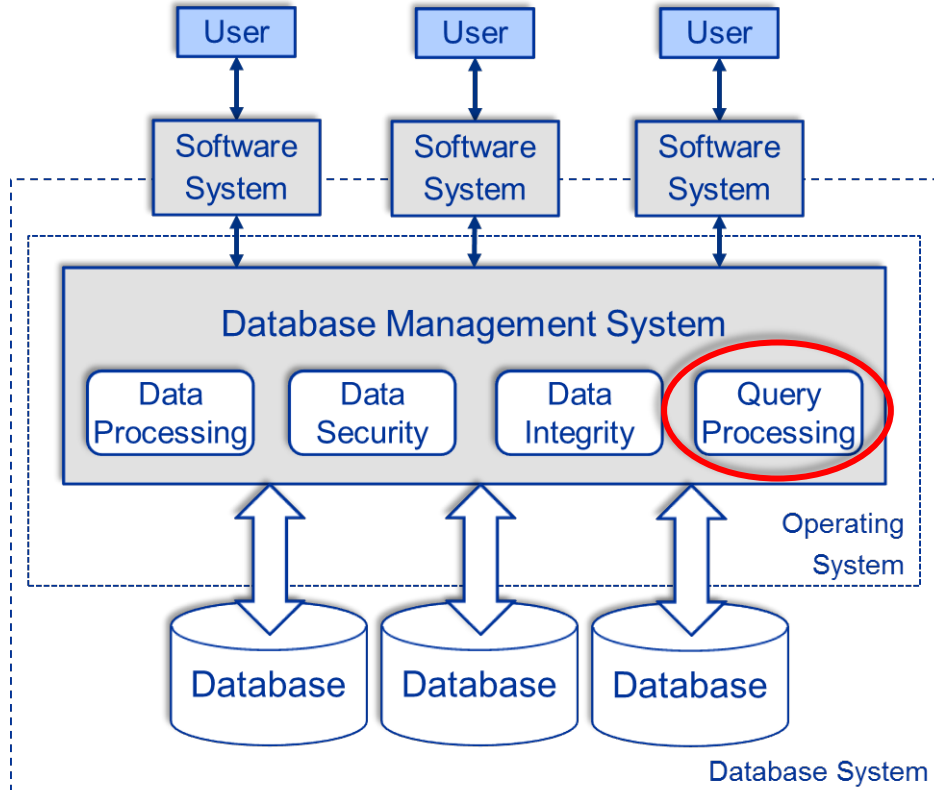 User
User
User
Software
System
Software
System
Software
System
Database Management System
Data
Processing
Data
Security
Data
Integrity
Query
Processing
Operating
System
Database
Database
Database
Database System